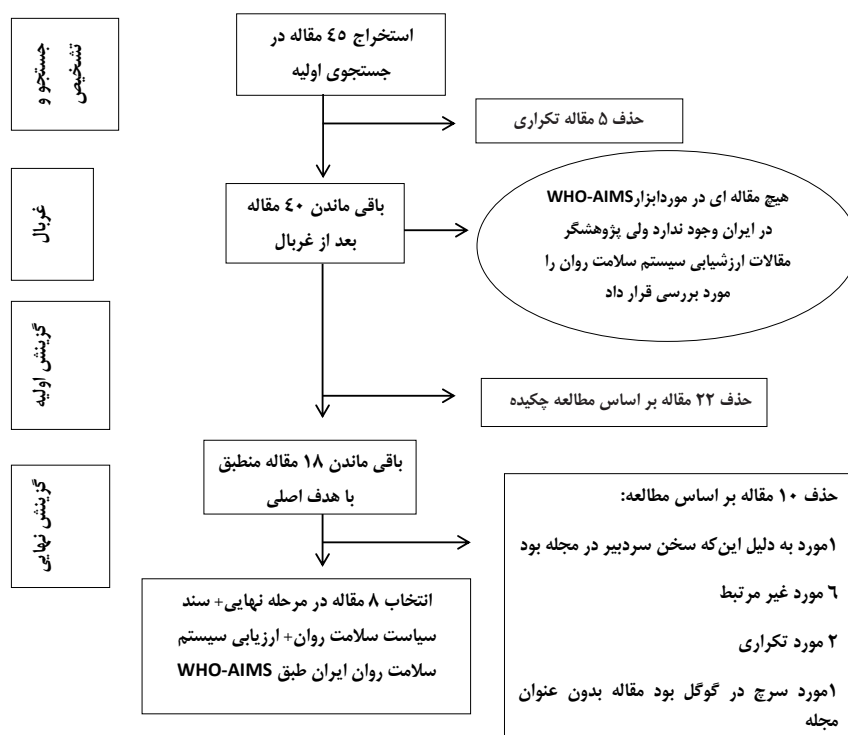 جستجو و
تشخیص
استخراج ٤٥ مقاله در
جستجوی اولیه
حذف ۵ مقاله تکراری
غربال
باقی ماندن ٤٠ مقاله
بعد از غربال
هیچ مقاله ای در موردابزارWHO-AIMS
در ایران وجود ندارد ولی پژوهشگر
مقالات ارزشیابی سیستم سلامت روان را
مورد بررسی قرار داد
گزینش اولیه
حذف ۲۲ مقاله بر اساس مطالعه چکیده
باقی ماندن ۱۸ مقاله منطبق
با هدف اصلی
گزینش نهایی
حذف ۱۰ مقاله بر اساس مطالعه:
۱مورد به دلیل این‌که سخن سردبیر در مجله بود
٦ مورد غیر مرتبط
۲ مورد تکراری
۱مورد سرچ در گوگل بود مقاله بدون عنوان
مجله
انتخاب ۸ مقاله در مرحله نهایی+ سند
سیاست سلامت روان+ ارزیابی سیستم
سلامت روان ایران طبق WHO-AIMS